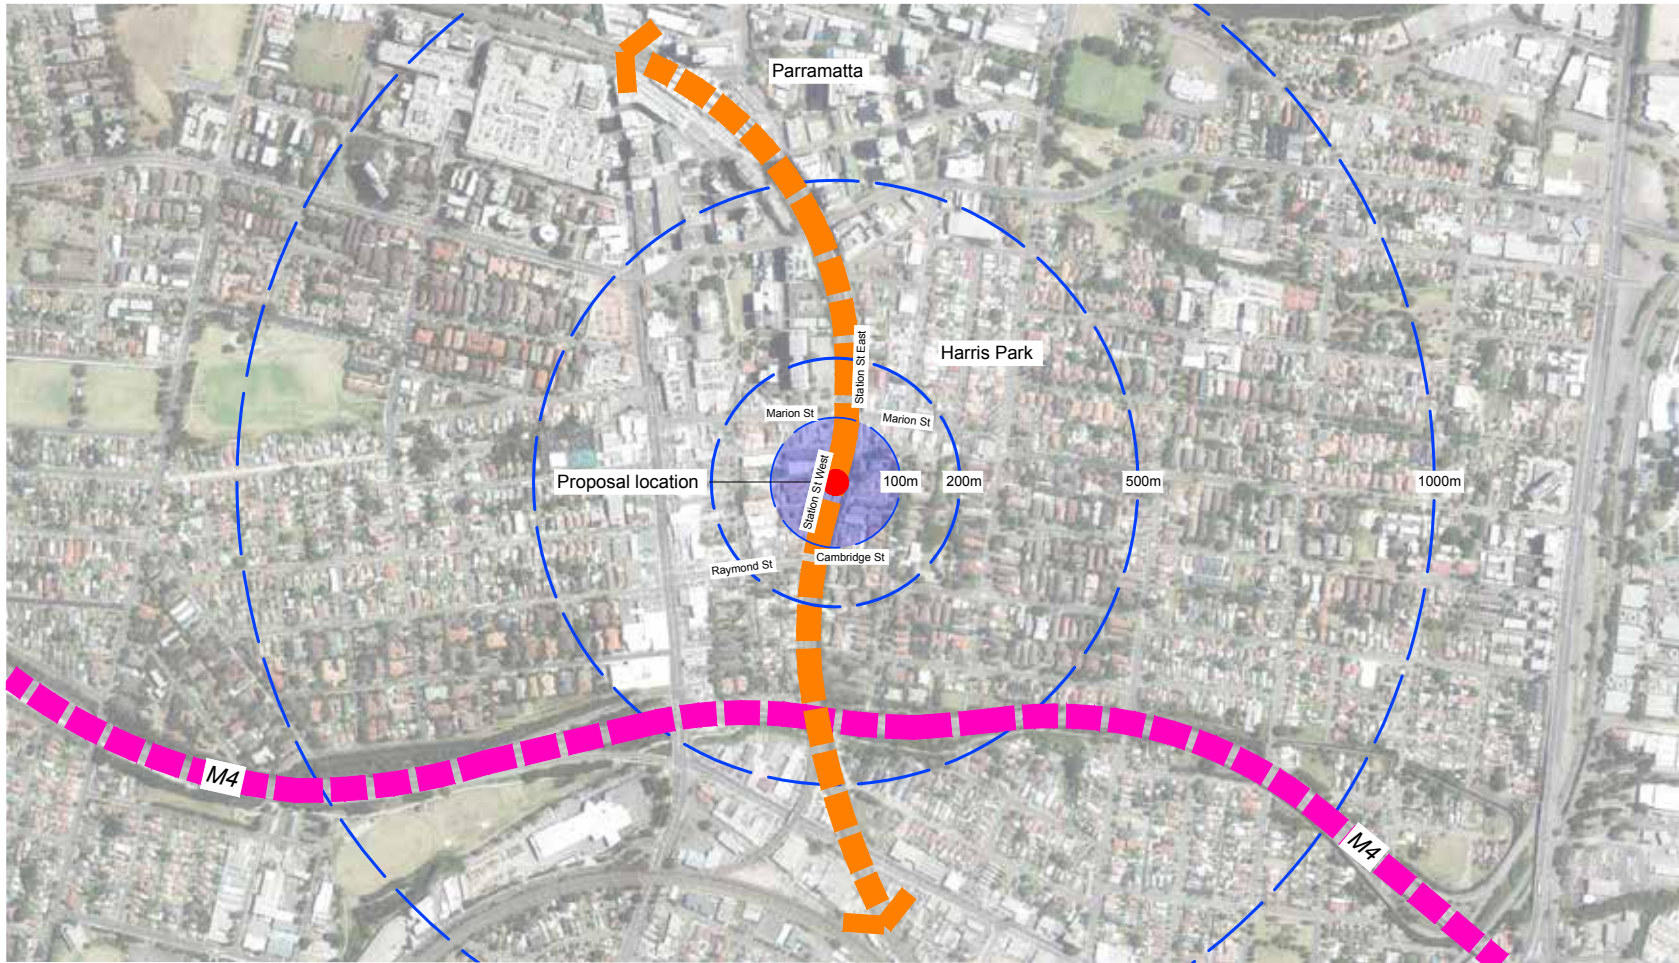 Parramatta
Station St East
Harris Park
Marion St
Marion St
Proposal location
Station St West
100m
200m
500m
1000m
Cambridge St
Raymond St
M4
M4